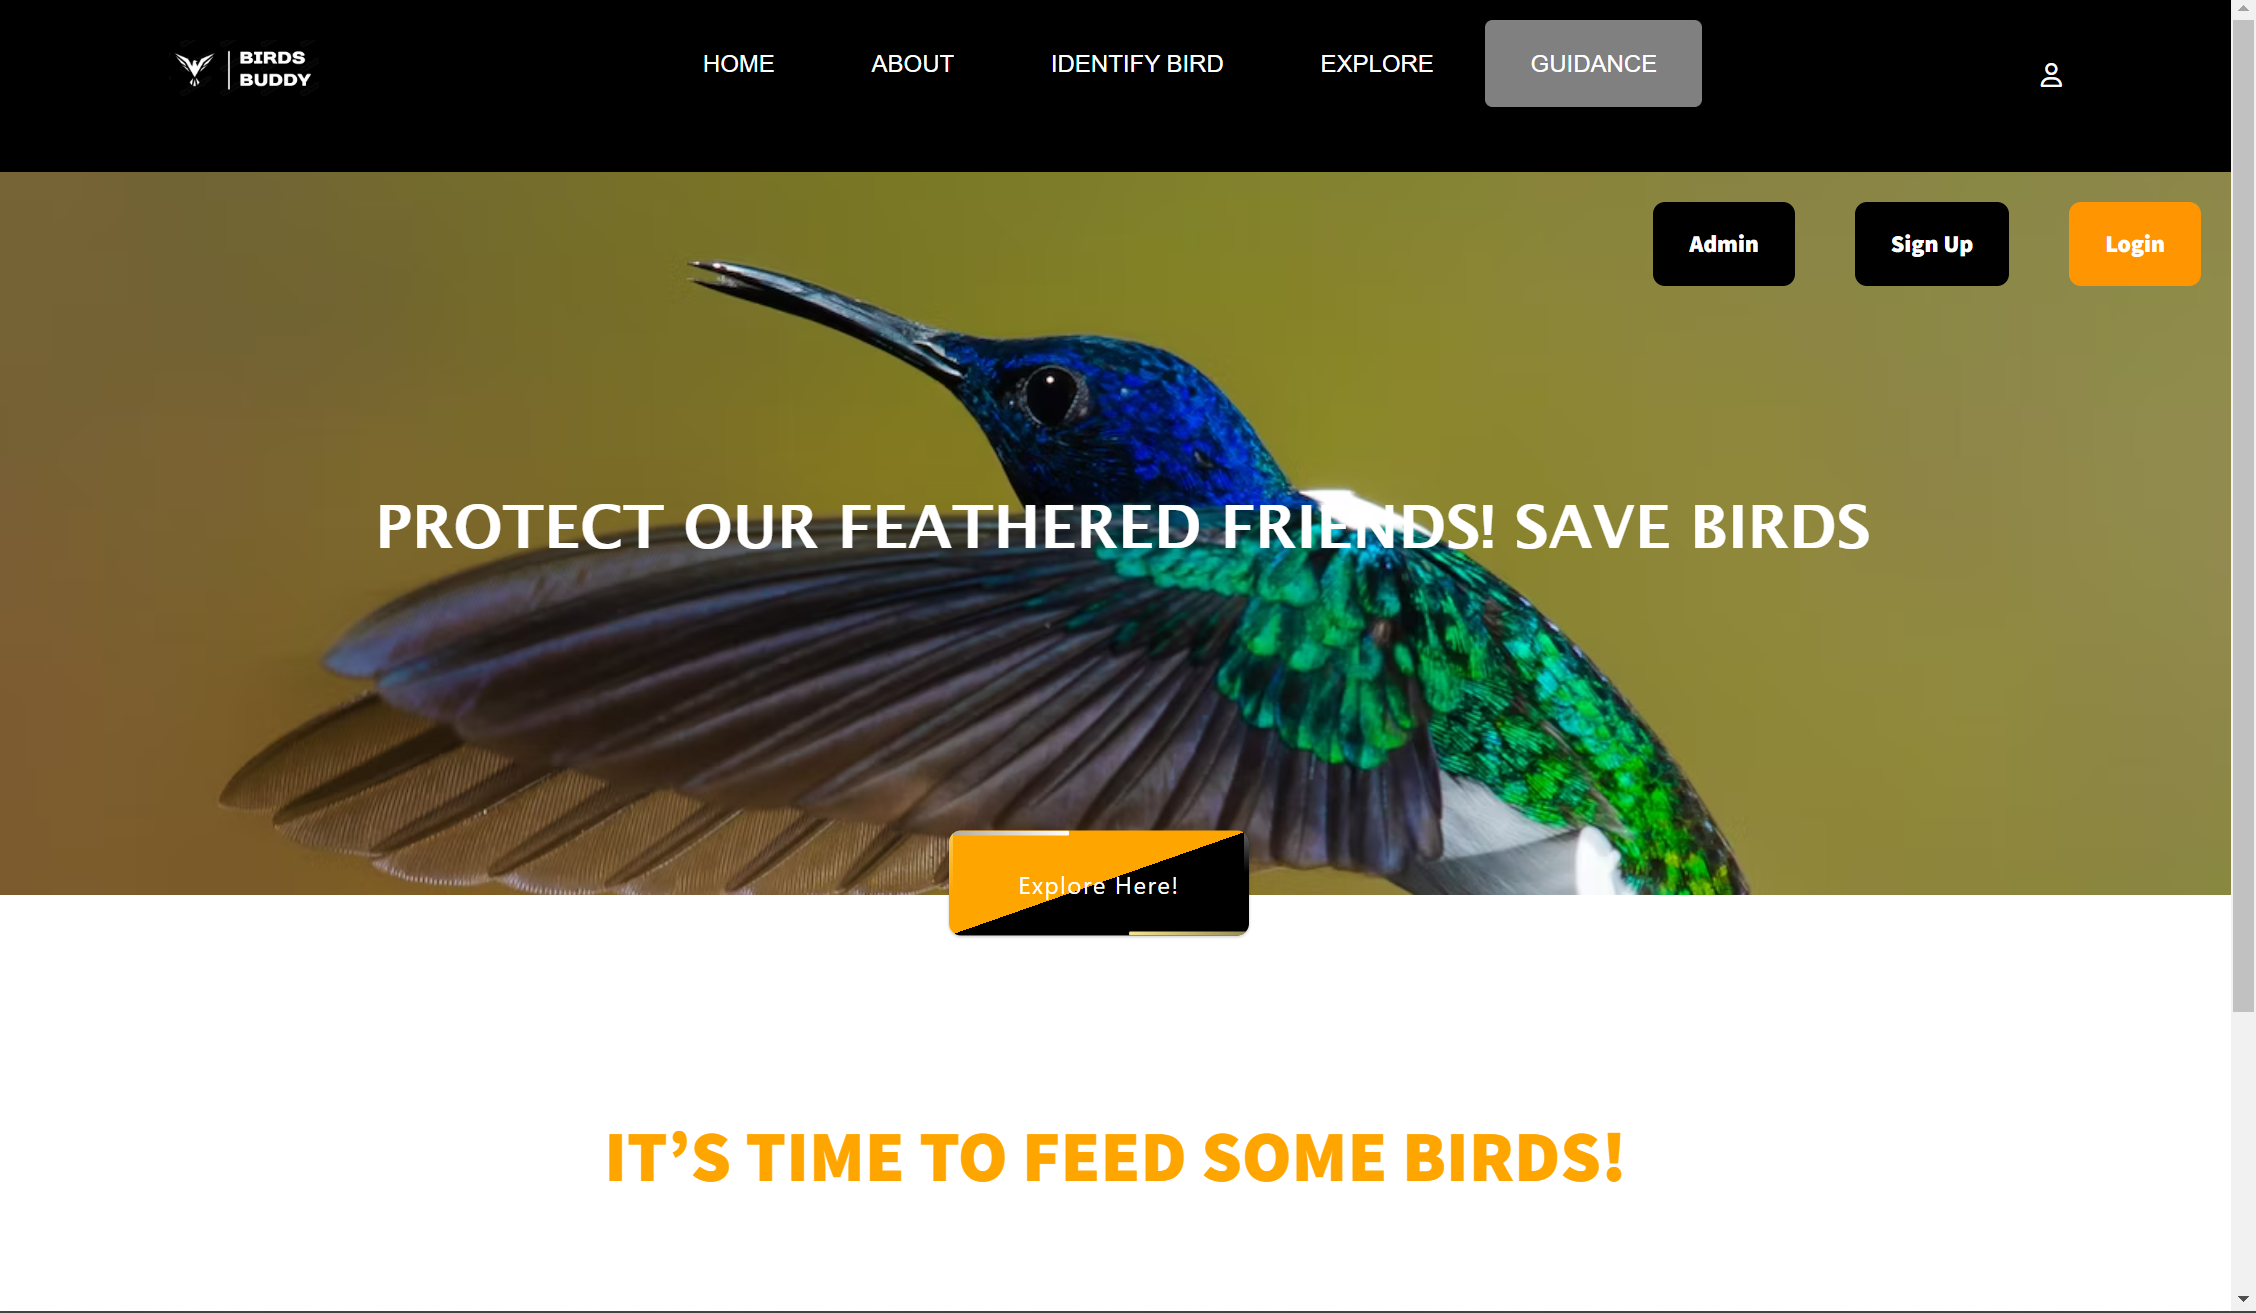 BIRDS
BUDDY
HOME ABOUT IDENTIFY BIRD EXPLORE GUIDANCE
Admin Sign Up Login
PROTECT OUR FEATHERED FRIENDS! SAVE BIRDS
Explore Here!
IT’S TIME TO FEED SOME BIRDS!